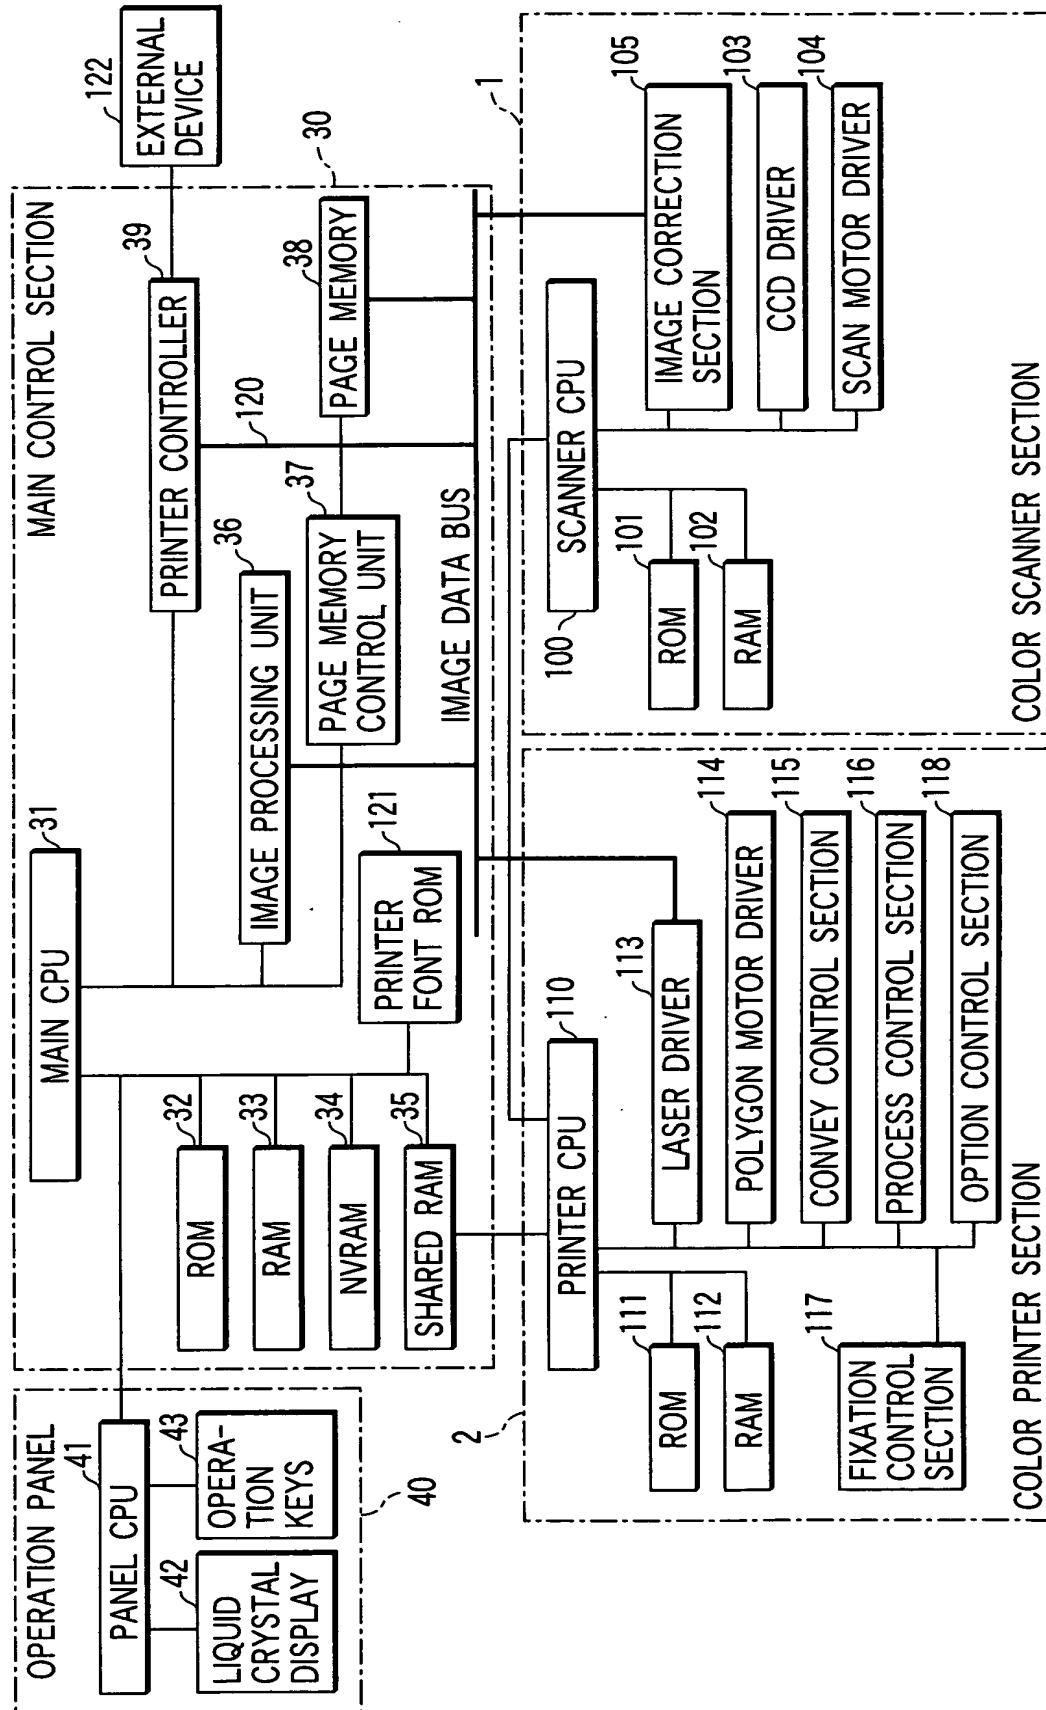 OPERATION PANEL
41
PANEL CPU
42
LIQUID
CRYSTAL
DISPLAY
43
OPERA-
TION
KEYS
40
MAIN CONTROL SECTION
30
31
MAIN CPU
32
ROM
33
RAM
34
NVRAM
35
SHARED RAM
121
PRINTER
FONT ROM
36
IMAGE PROCESSING UNIT
37
PAGE MEMORY
CONTROL UNIT
38
PAGE MEMORY
39
PRINTER CONTROLLER
120
IMAGE DATA BUS
122
EXTERNAL
DEVICE
2
110
PRINTER CPU
111
ROM
112
RAM
117
FIXATION
CONTROL
SECTION
113
LASER DRIVER
114
POLYGON MOTOR DRIVER
115
CONVEY CONTROL SECTION
116
PROCESS CONTROL SECTION
118
OPTION CONTROL SECTION
COLOR PRINTER SECTION
1
100
SCANNER CPU
101
ROM
102
RAM
105
IMAGE CORRECTION
SECTION
103
CCD DRIVER
104
SCAN MOTOR DRIVER
COLOR SCANNER SECTION